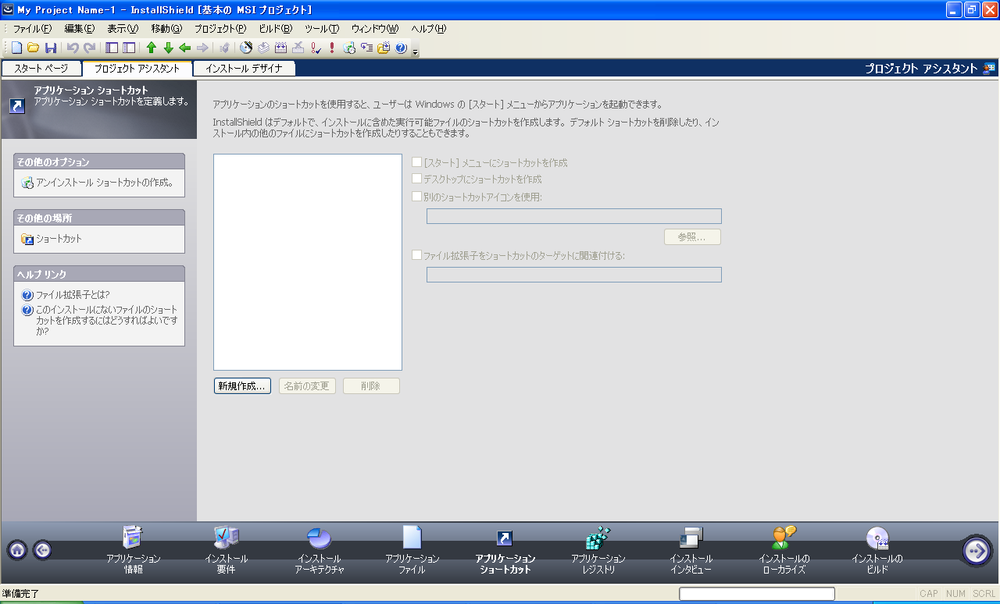 My Project Name-1 - InstallShield [基本の MSI プロジェクト]
ファイル(F) 編集(E) 表示(V) 移動(G) プロジェクト(P) ビルド(B) ツール(T) ウィンドウ(W) ヘルプ(H)
スタート ページ プロジェクト アシスタント インストール デザイナ プロジェクト アシスタント
アプリケーション ショートカット
アプリケーション ショートカットを定義します。
その他のオプション
アンインストール ショートカットの作成。
その他の場所
ショートカット
ヘルプ リンク
ファイル拡張子とは?
このインストールにないファイルのショート
カットを作成するにはどうすればよいです
か?
アプリケーションのショートカットを使用すると、ユーザーは Windows の [スタート] メニューからアプリケーションを起動できます。
InstallShield はデフォルトで、インストールに含めた実行可能ファイルのショートカットを作成します。 デフォルト ショートカットを削除したり、イン
ストール内の他のファイルにショートカットを作成したりすることもできます。
[スタート] メニューにショートカットを作成
デスクトップにショートカットを作成
別のショートカットアイコンを使用:
参照...
ファイル拡張子をショートカットのターゲットに関連付ける:
新規作成... 名前の変更 削除
アプリケーション
情報
インストール
要件
インストール
アーキテクチャ
アプリケーション
ファイル
アプリケーション
ショートカット
アプリケーション
レジストリ
インストール
インタビュー
インストールの
ローカライズ
インストールの
ビルド
準備完了 CAP NUM SCRL